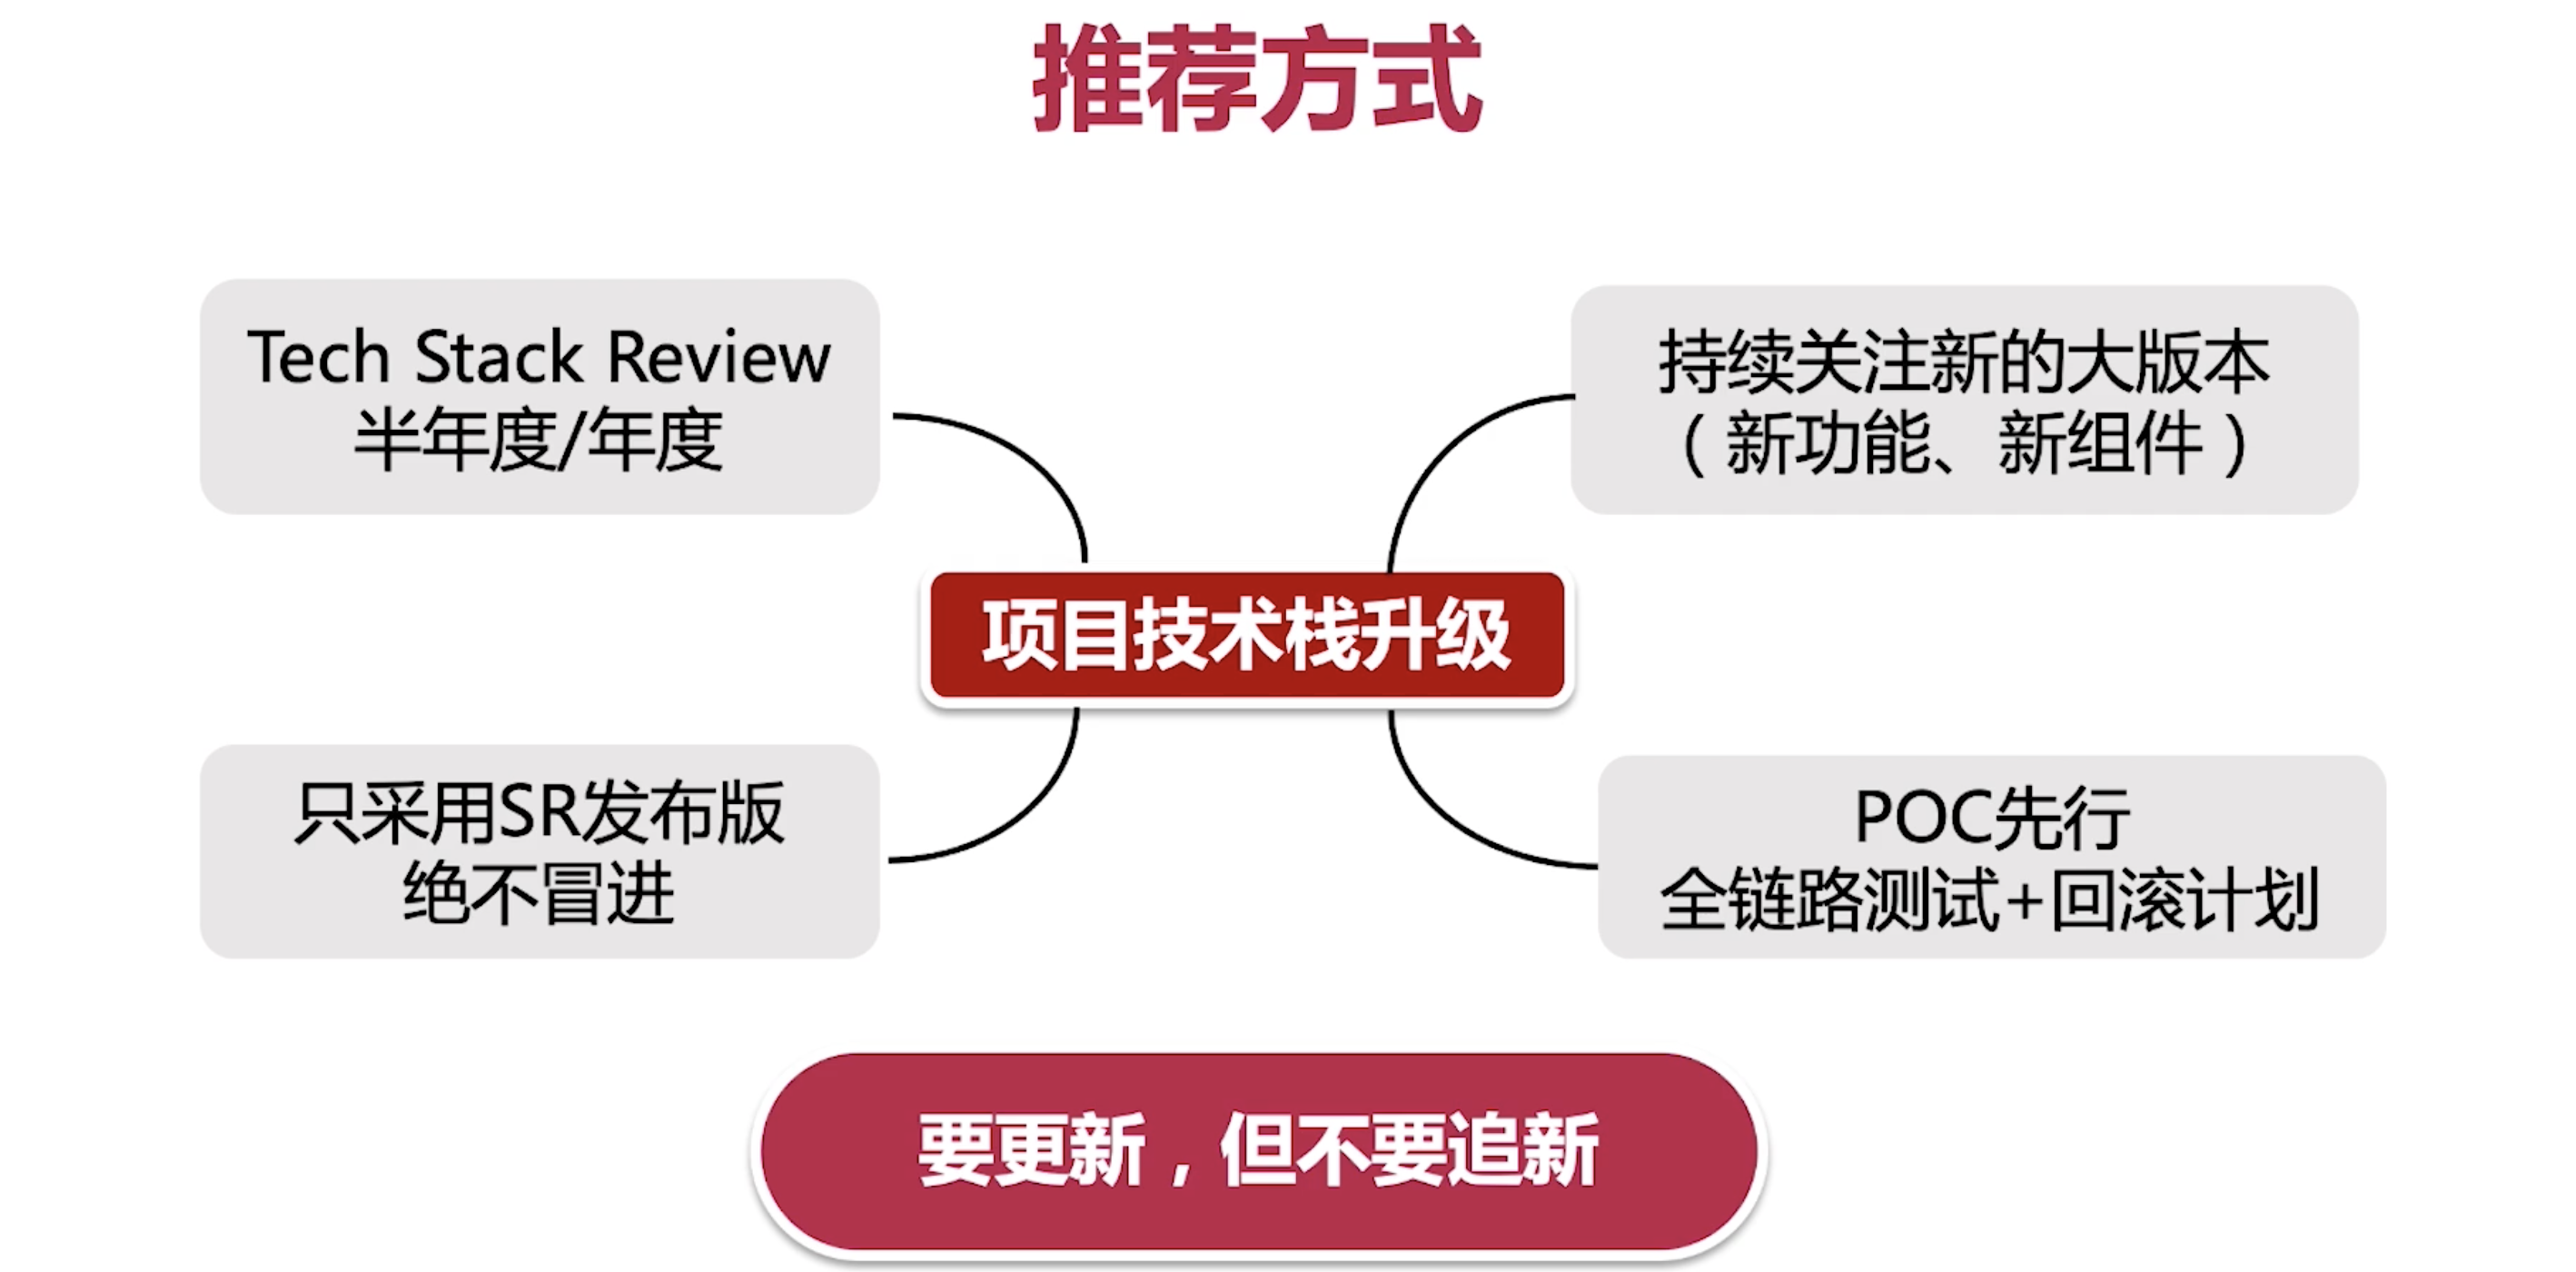 推荐方式
Tech Stack Review
半年度/年度
持续关注新的大版本
（新功能、新组件）
项目技术栈升级
只采用SR发布版
绝不冒进
POC先行
全链路测试+回滚计划
要更新，但不要追新